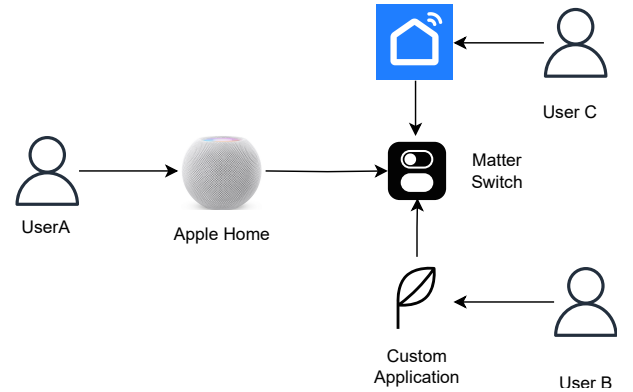 User C
Matter
Switch
UserA
Apple Home
Custom
Application
User B